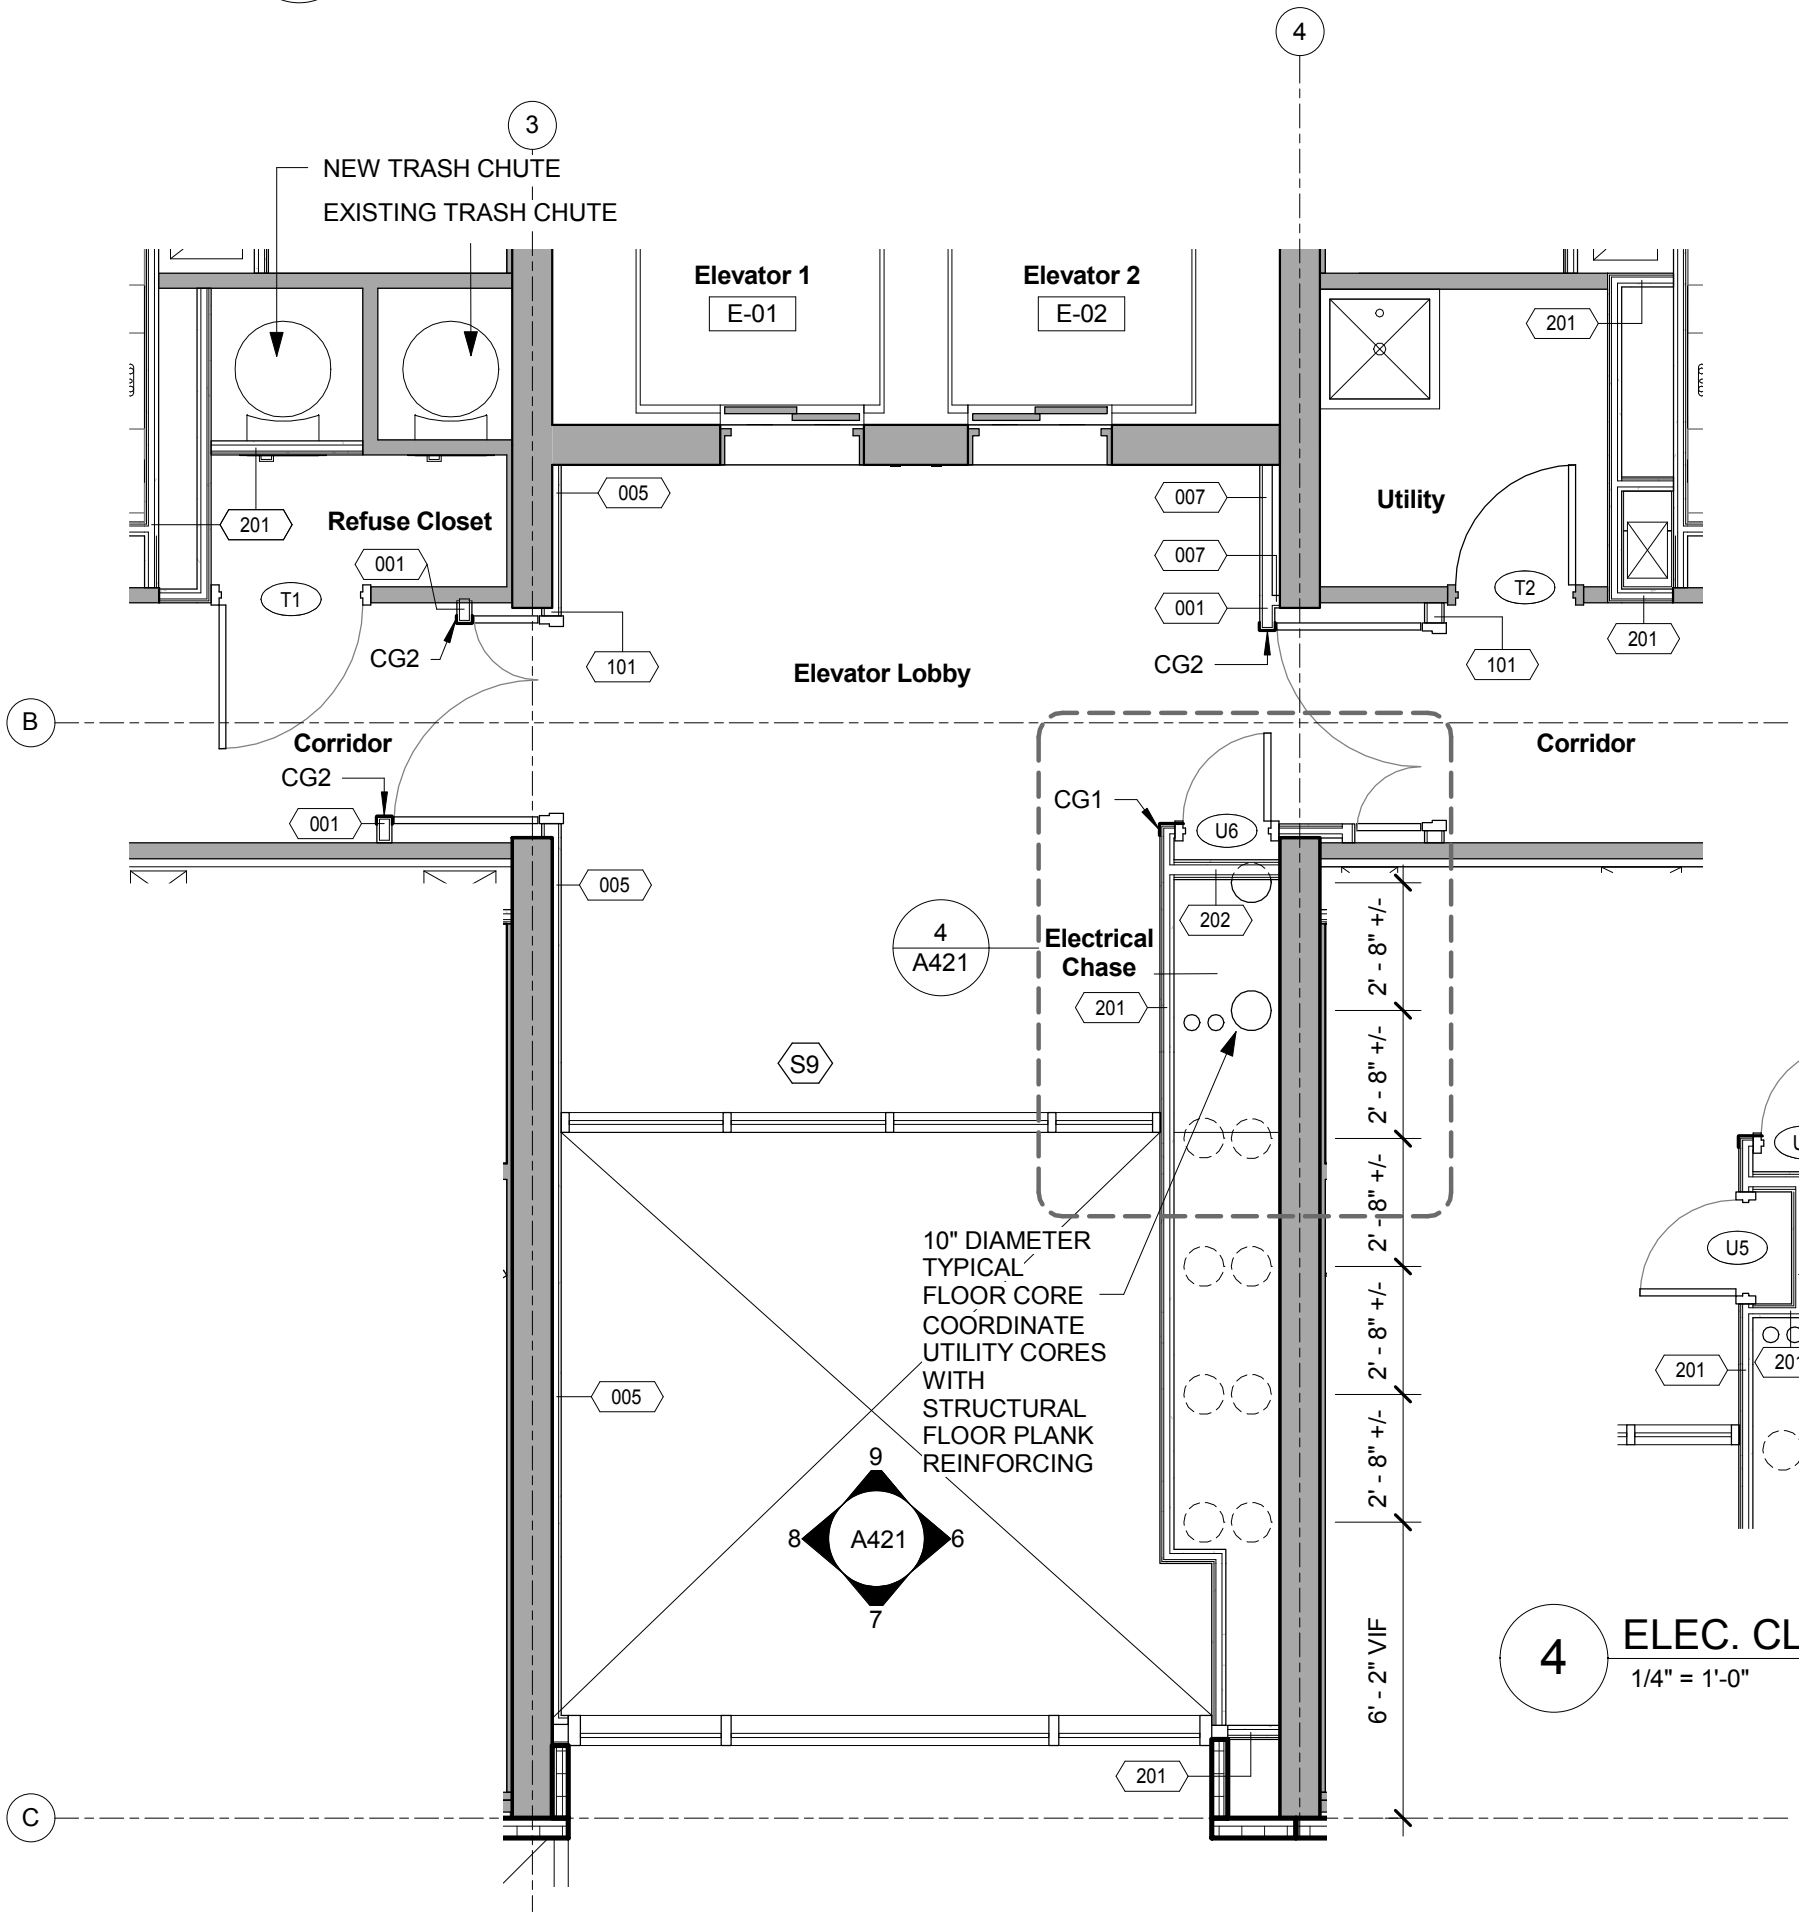 4
3
NEW TRASH CHUTE
EXISTING TRASH CHUTE
Elevator 1
E-01
Elevator 2
E-02
201
005
007
Utility
201
Refuse Closet
001
007
T1
001
T2
CG2
101
Elevator Lobby
CG2
101
201
B
Corridor
Corridor
CG2
CG1
001
U6
005
202
4
A421
Electrical
Chase
2' - 8" +/-
201
S9
2' - 8" +/-
2' - 8" +/-
10" DIAMETER
TYPICAL
FLOOR CORE
COORDINATE
UTILITY CORES
WITH
STRUCTURAL
FLOOR PLANK
REINFORCING
U5
2' - 8" +/-
201
005
2' - 8" +/-
9
8
A421
6
7
6' - 2" VIF
4
ELEC. CL
1/4" = 1'-0"
201
C